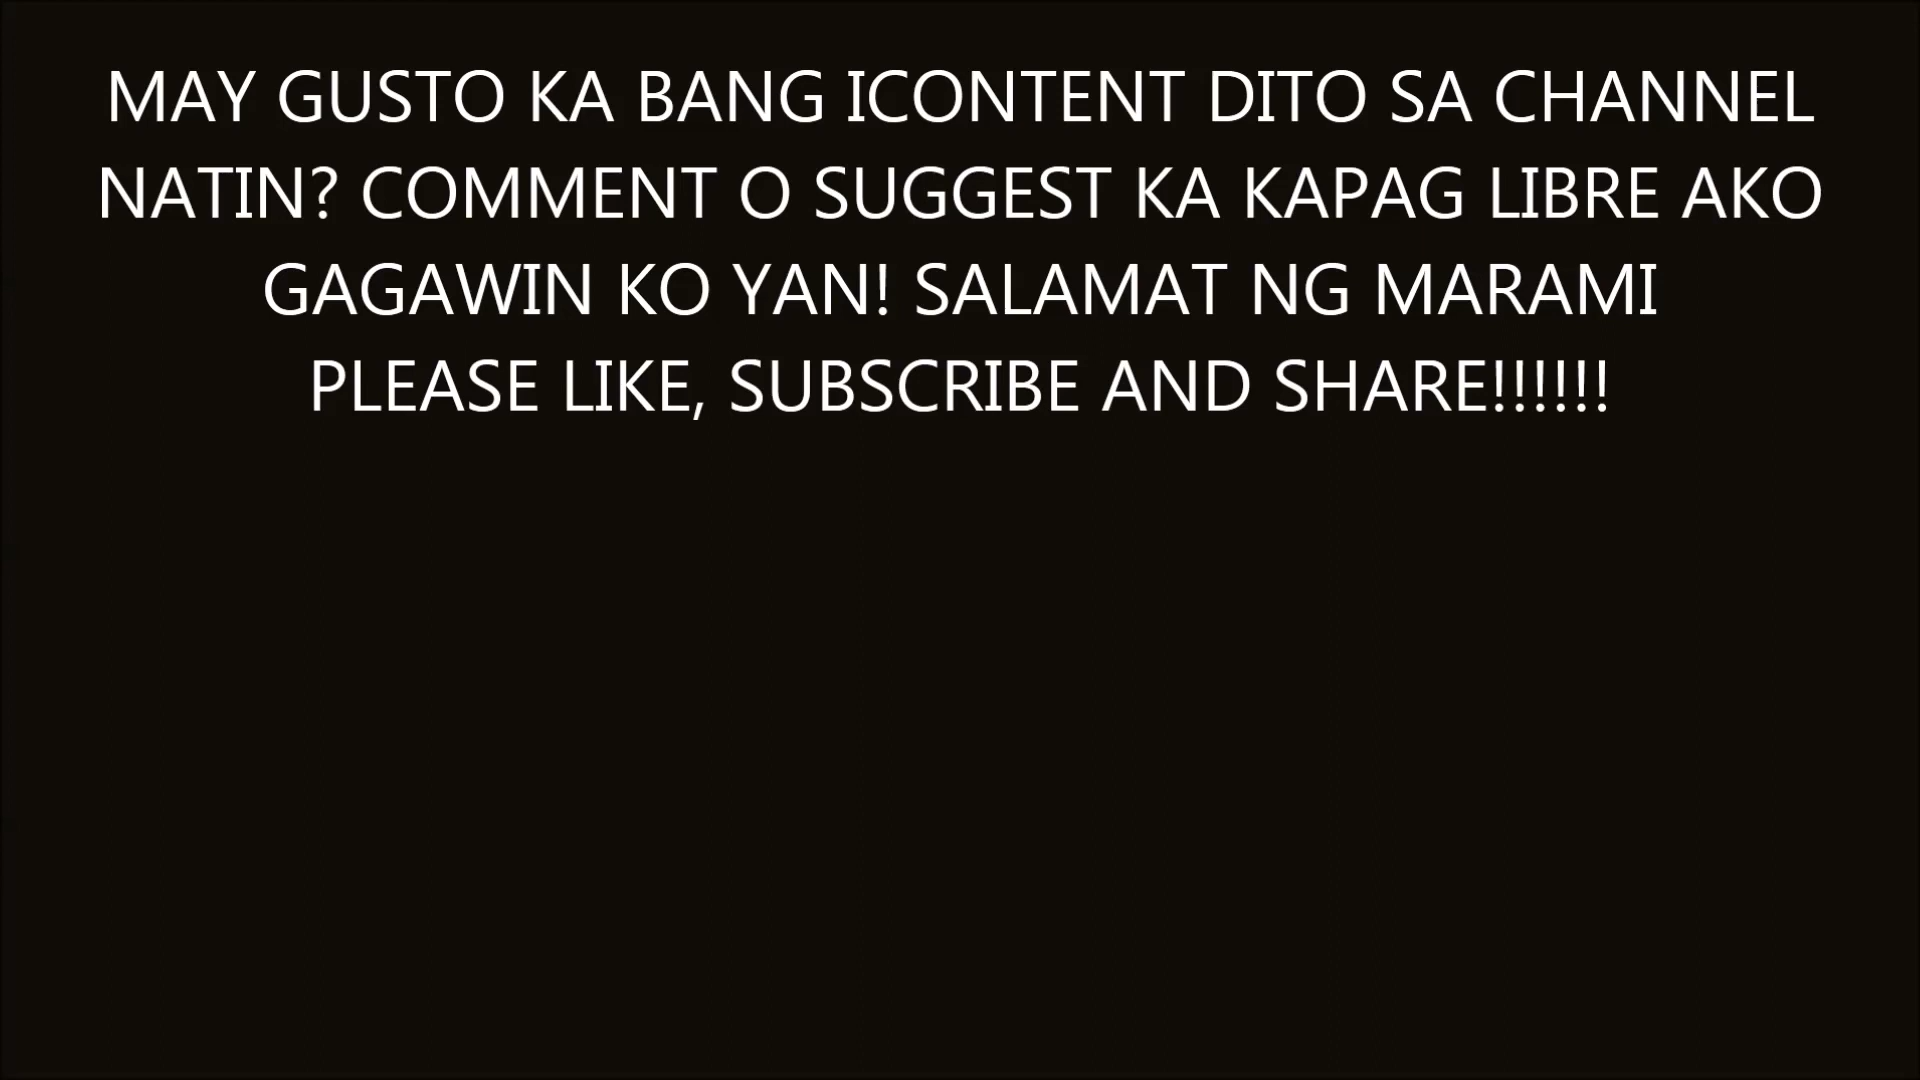 MAY GUSTO KA BANG ICONTENT DITO SA CHANNEL
NATIN? COMMENT O SUGGEST KA KAPAG LIBRE AKO
GAGAWIN KO YAN! SALAMAT NG MARAMI
PLEASE LIKE, SUBSCRIBE AND SHARE!!!!!!